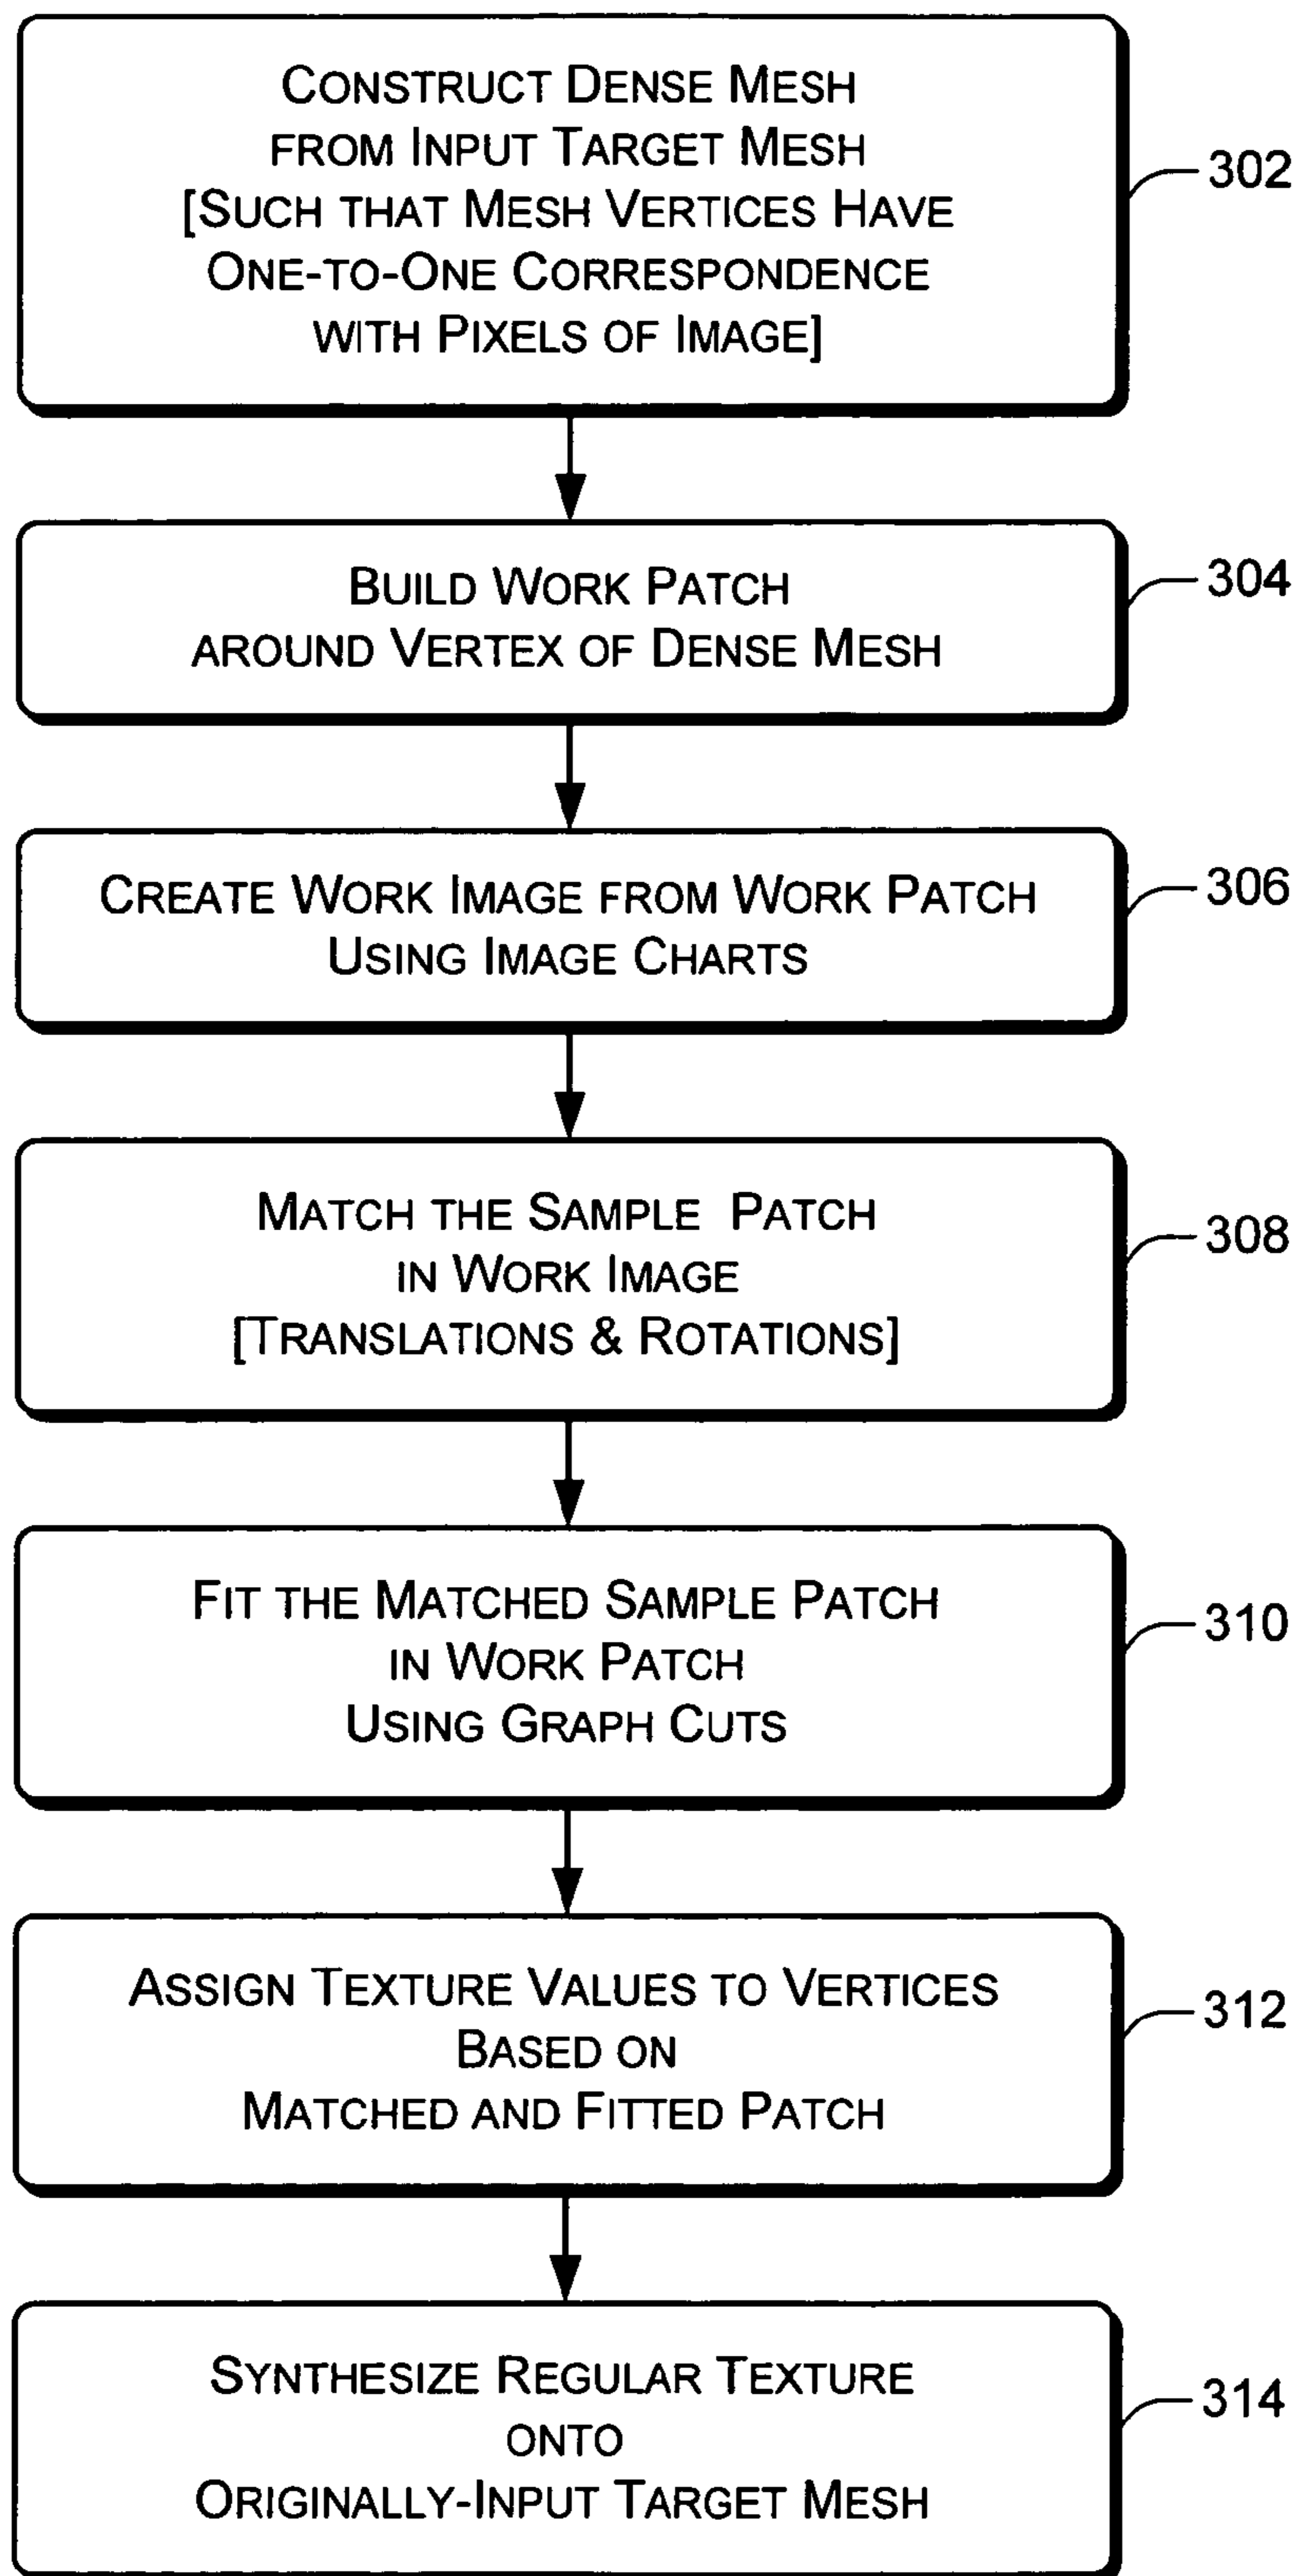 CONSTRUCT DENSE MESH
FROM INPUT TARGET MESH
[SUCH THAT MESH VERTICES HAVE
ONE-TO-ONE CORRESPONDENCE
WITH PIXELS OF IMAGE]
302
BUILD WORK PATCH
AROUND VERTEX OF DENSE MESH
304
CREATE WORK IMAGE FROM WORK PATCH
USING IMAGE CHARTS
306
MATCH THE SAMPLE PATCH
IN WORK IMAGE
[TRANSLATIONS & ROTATIONS]
308
FIT THE MATCHED SAMPLE PATCH
IN WORK PATCH
USING GRAPH CUTS
310
ASSIGN TEXTURE VALUES TO VERTICES
BASED ON
MATCHED AND FITTED PATCH
312
SYNTHESIZE REGULAR TEXTURE
ONTO
ORIGINALLY-INPUT TARGET MESH
314